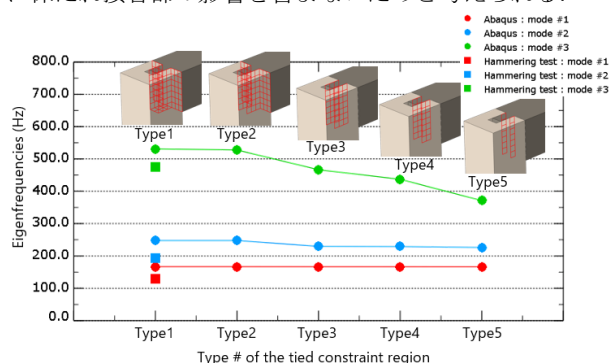 Abaqus : mode #1
Abaqus : mode #2
Abaqus : mode #3
Hammering test : mode #1
Hammering test : mode #2
Hammering test : mode #3
800.0
700.0
600.0
500.0
400.0
300.0
200.0
100.0
0.0
Eigenfrequencies (Hz)
Type1
Type2
Type3
Type4
Type5
Type1
Type2
Type3
Type4
Type5
Type # of the tied constraint region